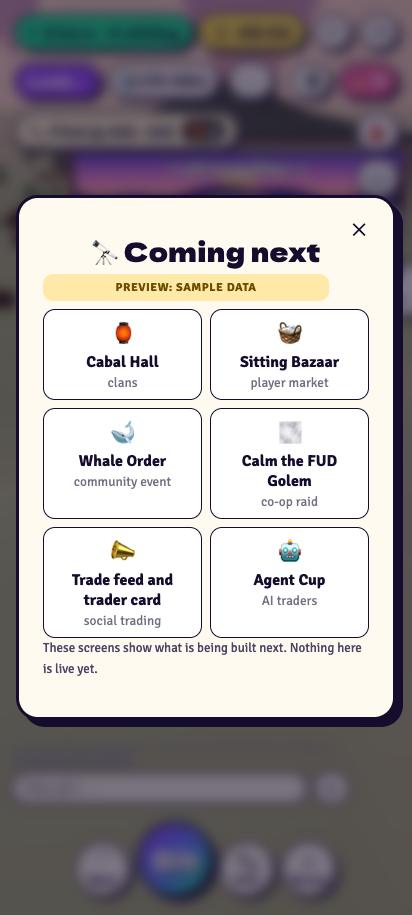 Coming next
PREVIEW: SAMPLE DATA
Cabal Hall
clans
Sitting Bazaar
player market
Whale Order
community event
Calm the FUD
Golem
co-op raid
Trade feed and
trader card
social trading
Agent Cup
AI traders
These screens show what is being built next. Nothing here
is live yet.